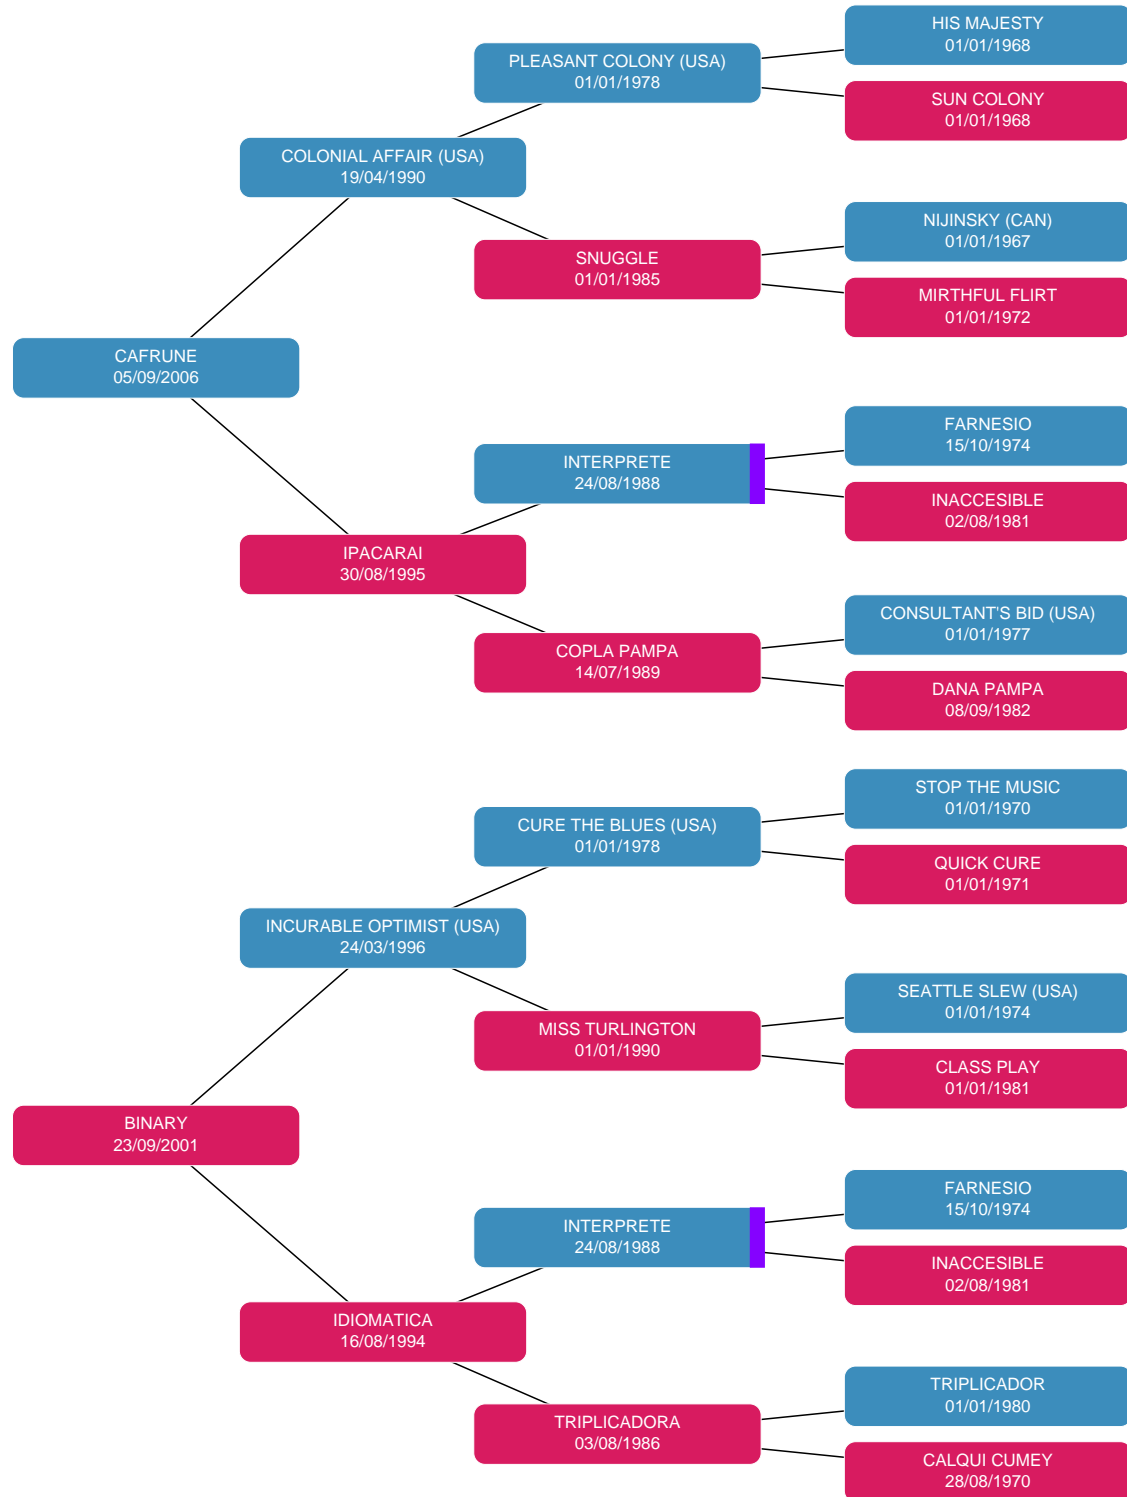 HIS MAJESTY
01/01/1968
PLEASANT COLONY (USA)
01/01/1978
SUN COLONY
01/01/1968
COLONIAL AFFAIR (USA)
19/04/1990
NIJINSKY (CAN)
01/01/1967
SNUGGLE
01/01/1985
MIRTHFUL FLIRT
01/01/1972
CAFRUNE
05/09/2006
FARNESIO
15/10/1974
INTERPRETE
24/08/1988
INACCESIBLE
02/08/1981
IPACARAI
30/08/1995
CONSULTANT'S BID (USA)
01/01/1977
COPLA PAMPA
14/07/1989
DANA PAMPA
08/09/1982
STOP THE MUSIC
01/01/1970
CURE THE BLUES (USA)
01/01/1978
QUICK CURE
01/01/1971
INCURABLE OPTIMIST (USA)
24/03/1996
SEATTLE SLEW (USA)
01/01/1974
MISS TURLINGTON
01/01/1990
CLASS PLAY
01/01/1981
BINARY
23/09/2001
FARNESIO
15/10/1974
INTERPRETE
24/08/1988
INACCESIBLE
02/08/1981
IDIOMATICA
16/08/1994
TRIPLICADOR
01/01/1980
TRIPLICADORA
03/08/1986
CALQUI CUMEY
28/08/1970